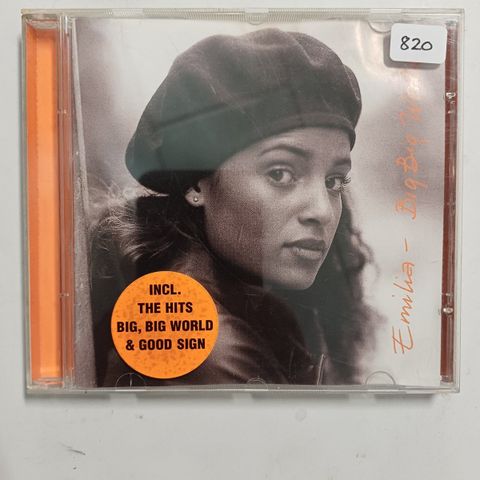 820
Emilia – Big Big World
INCL.
THE HITS
BIG, BIG WORLD
& GOOD SIGN